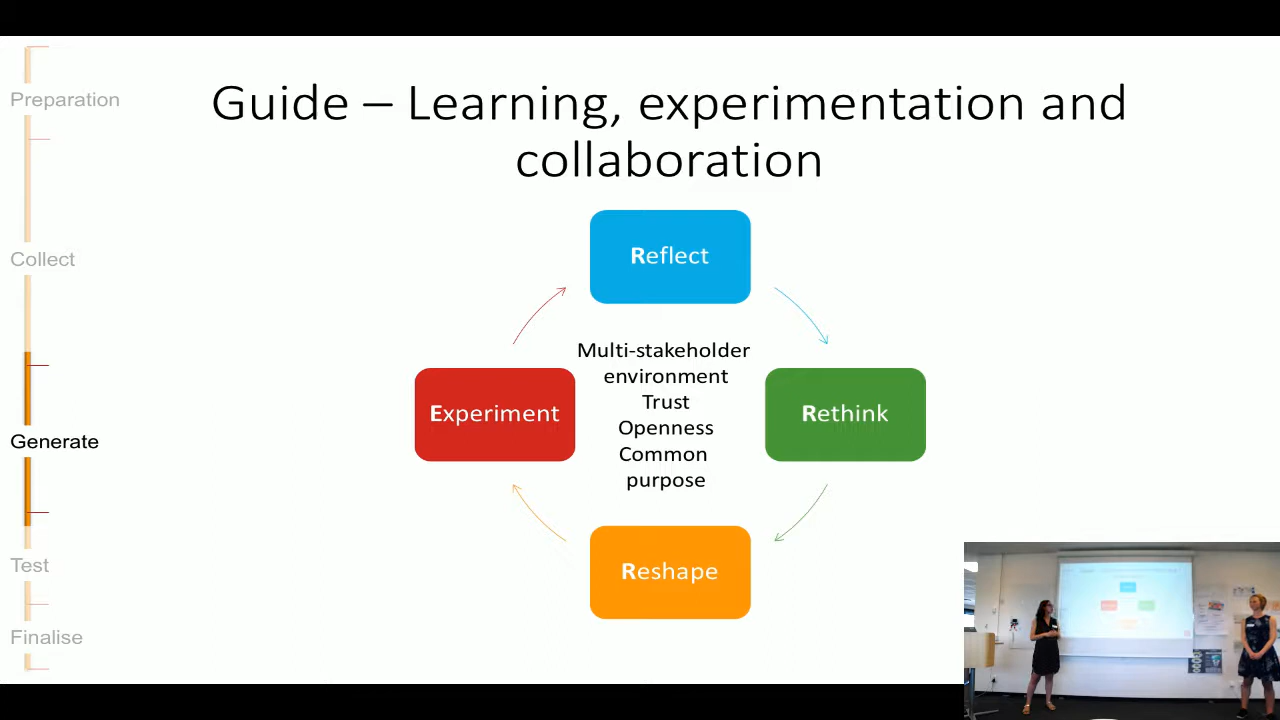 Guide – Learning, experimentation and
collaboration
Preparation
Collect
Generate
Test
Finalise
Reflect
Rethink
Reshape
Experiment
Multi-stakeholder
environment
Trust
Openness
Common
purpose